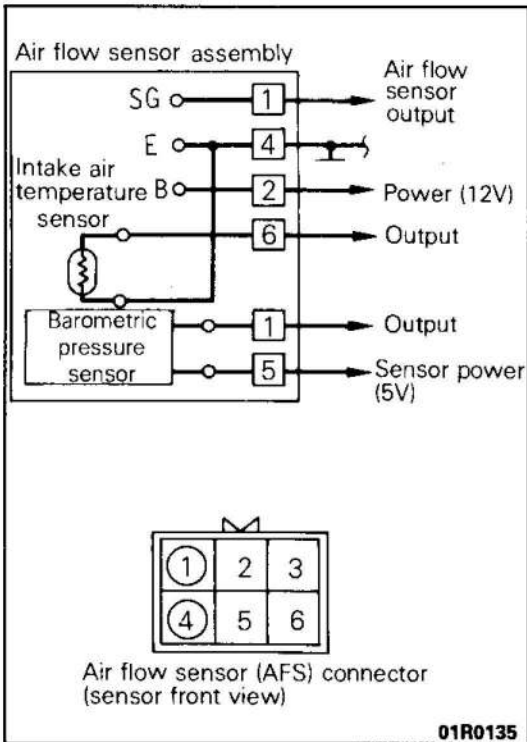 Air flow sensor assembly
SG 1 Air flow sensor output
E 4
Intake air temperature sensor
B 2 Power (12V)
6 Output
Barometric pressure sensor
1 Output
5 Sensor power (5V)
1 2 3
4 5 6
Air flow sensor (AFS) connector
(sensor front view)
01R0135